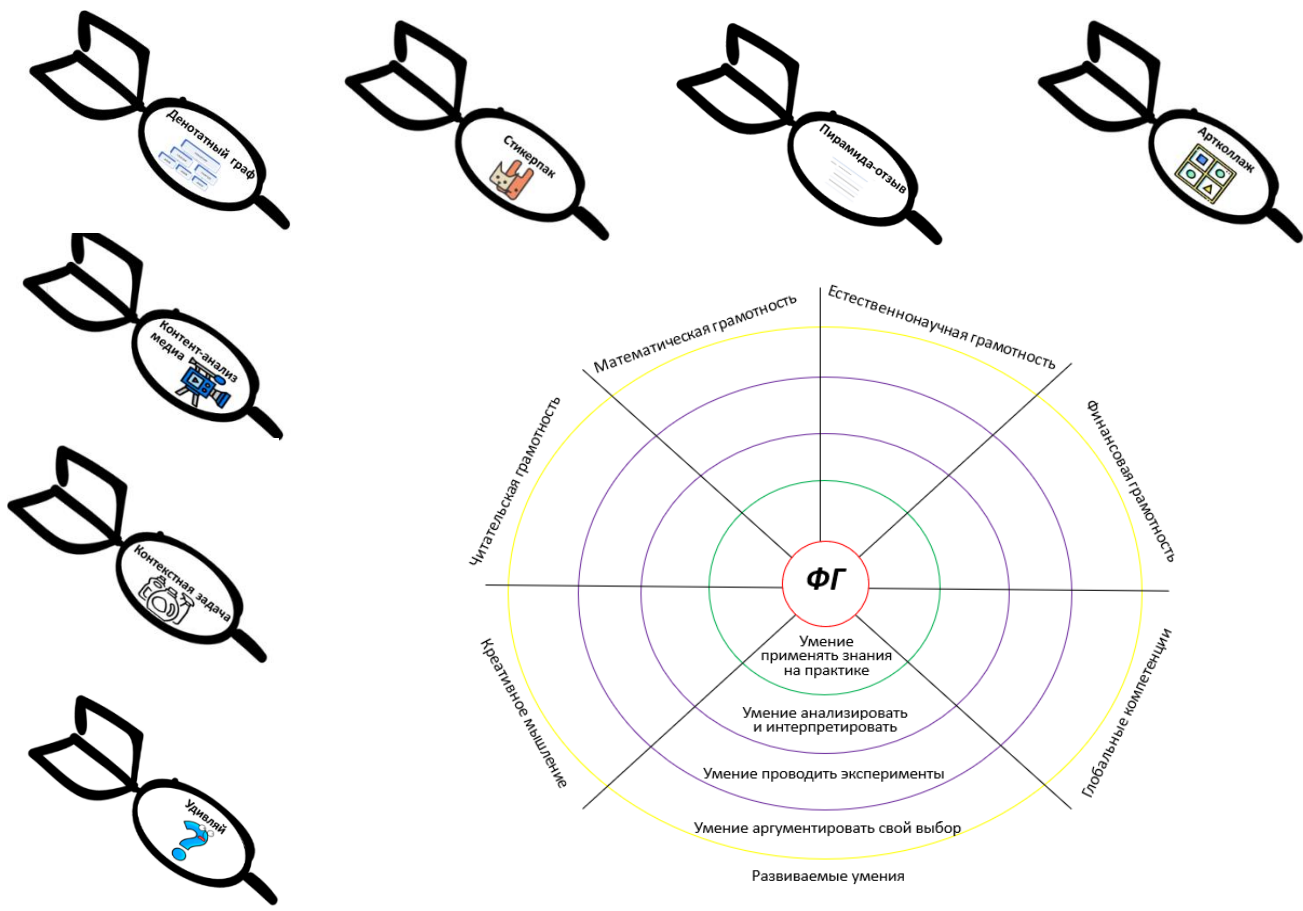 Денотатный граф
Стикерпак
Пирамида-отзыв
Артколлаж
Контент-анализ
медиа
Контекстная задача
Удивляй
Математическая грамотность
Естественнонаучная грамотность
Читательская грамотность
Финансовая грамотность
ФГ
Умение
применять знания
на практике
Креативное мышление
Глобальные компетенции
Умение анализировать
и интерпретировать
Умение проводить эксперименты
Умение аргументировать свой выбор
Развиваемые умения